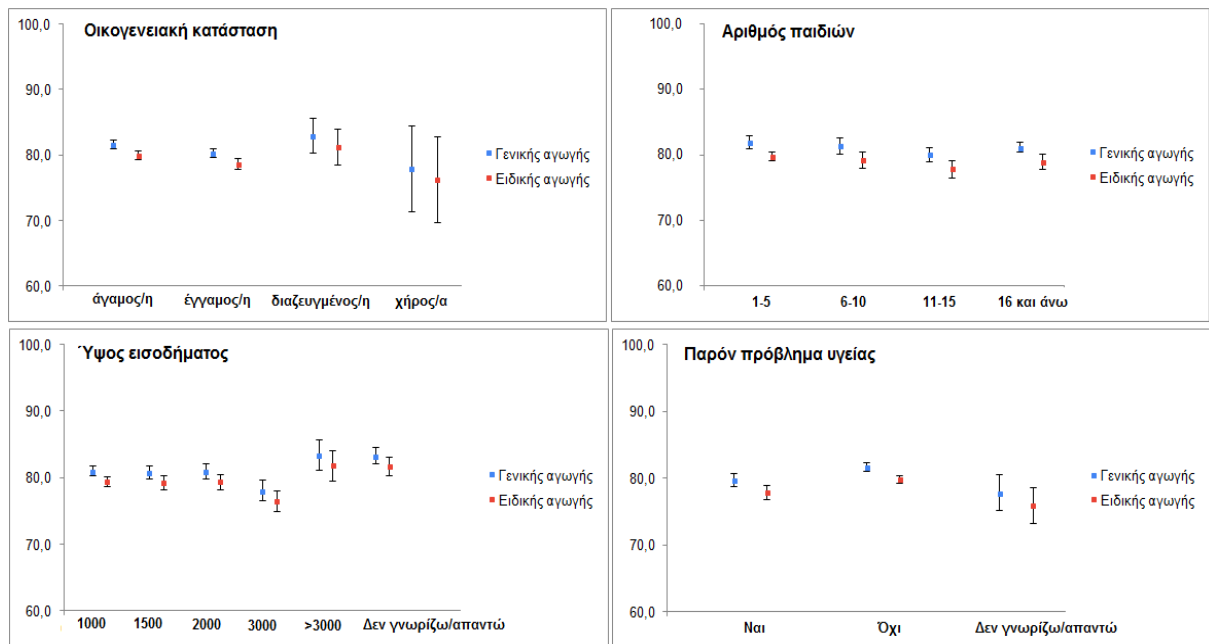 Οικογενειακή κατάσταση
100,0
90,0
80,0
70,0
60,0
άγαμος/η έγγαμος/η διαζευγμένος/η χήρος/α
Γενικής αγωγής
Ειδικής αγωγής
Αριθμός παιδιών
100,0
90,0
80,0
70,0
60,0
1-5 6-10 11-15 16 και άνω
Γενικής αγωγής
Ειδικής αγωγής
Ύψος εισοδήματος
100,0
90,0
80,0
70,0
60,0
1000 1500 2000 3000 >3000 Δεν γνωρίζω/απαντώ
Γενικής αγωγής
Ειδικής αγωγής
Παρόν πρόβλημα υγείας
100,0
90,0
80,0
70,0
60,0
Ναι Όχι Δεν γνωρίζω/απαντώ
Γενικής αγωγής
Ειδικής αγωγής